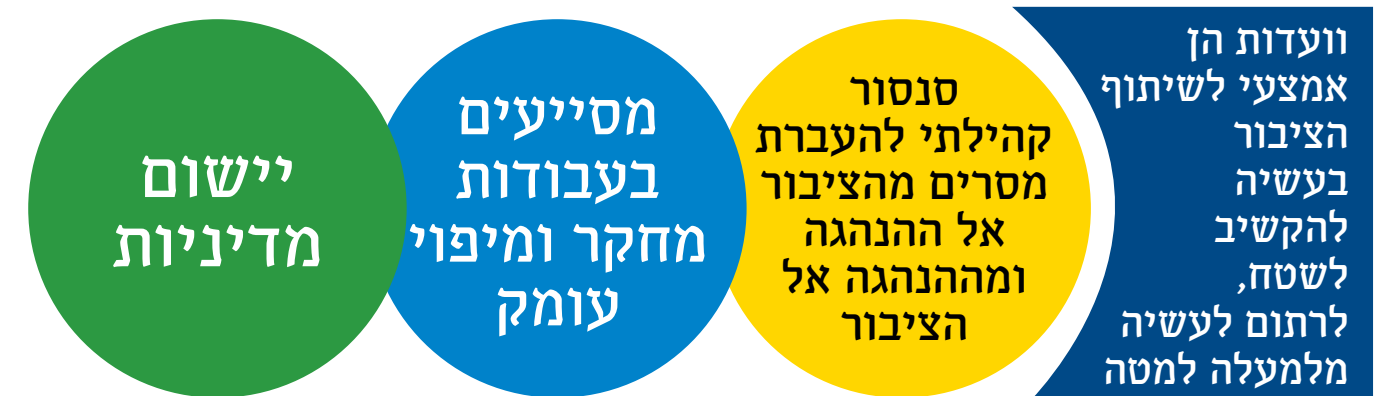 וועדות הן
אמצעי לשיתוף
הציבור
בעשיה
להקשיב
לשטח,
לרתום לעשיה
מלמעלה למטה
סנסור
קהילתי להעברת
מסרים מהציבור
אל ההנהגה
ומההנהגה אל
הציבור
מסייעים
בעבודות
מחקר ומיפוי
עומק
יישום
מדיניות